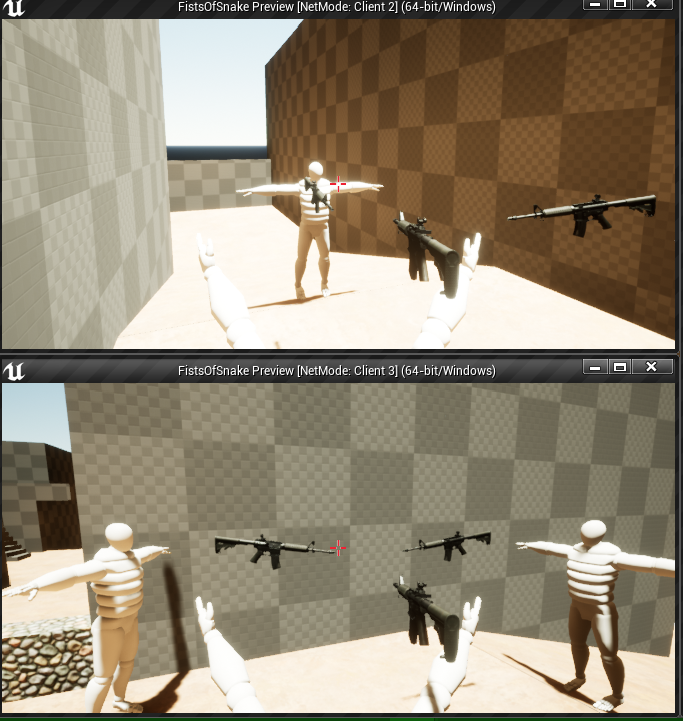 FistsOfSnake Preview [NetMode: Client 2] (64-bit/Windows)
FistsOfSnake Preview [NetMode: Client 3] (64-bit/Windows)